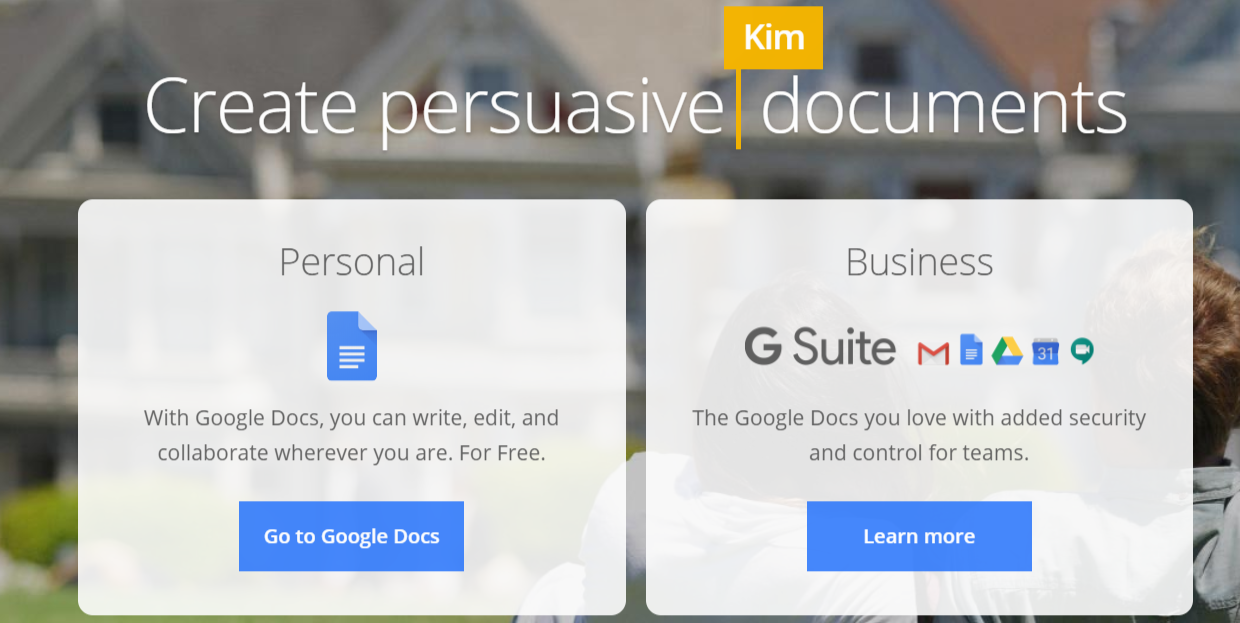 Kim
Create persuasive documents
Personal
With Google Docs, you can write, edit, and
collaborate wherever you are. For Free.
Go to Google Docs
Business
G Suite
31
The Google Docs you love with added security
and control for teams.
Learn more